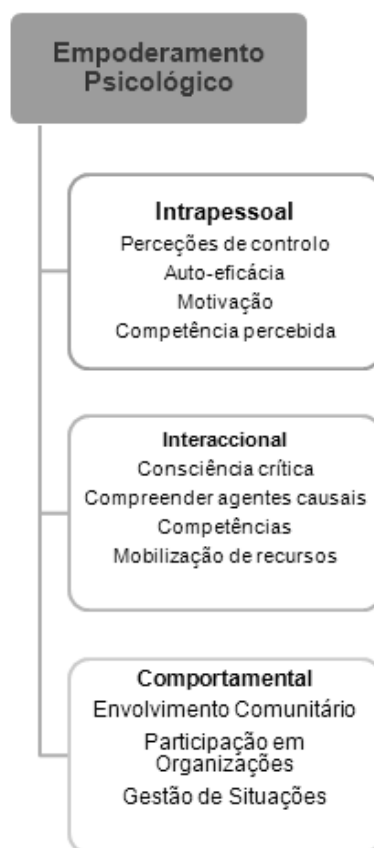 Empoderamento
Psicológico
Intrapessoal
Perceções de controlo
Auto-eficácia
Motivação
Competência percebida
Interaccional
Consciência crítica
Compreender agentes causais
Competências
Mobilização de recursos
Comportamental
Envolvimento Comunitário
Participação em
Organizações
Gestão de Situações